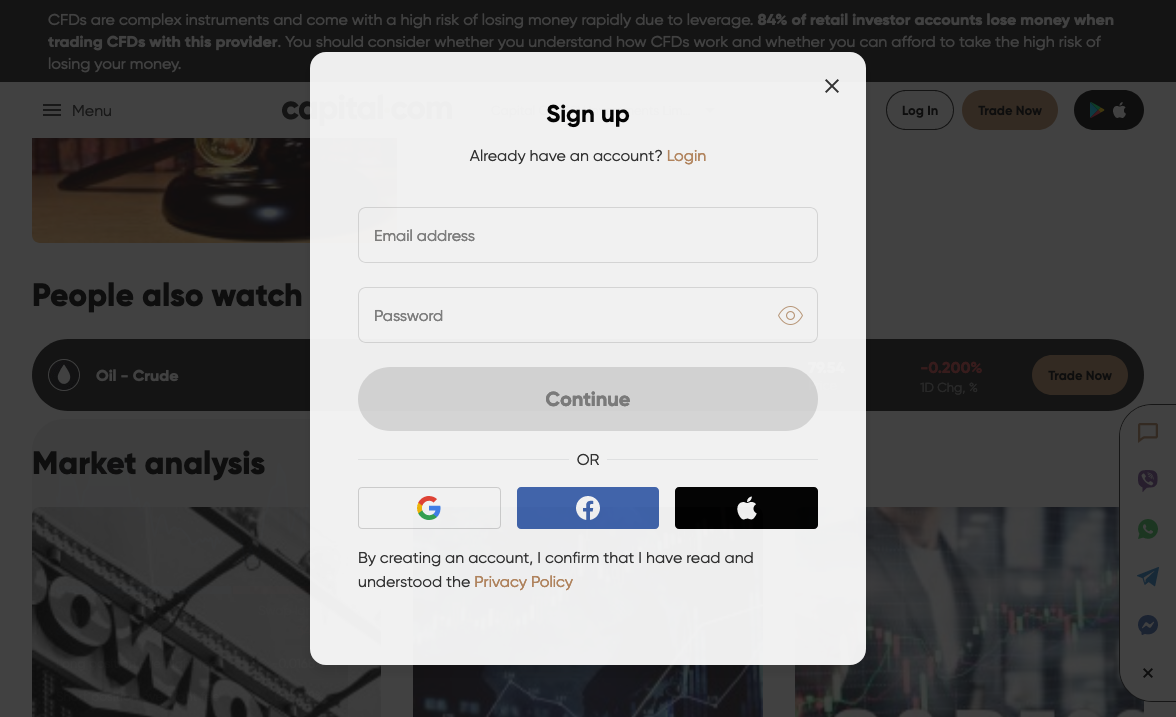 CFDs are complex instruments and come with a high risk of losing money rapidly due to leverage. 84% of retail investor accounts lose money when
trading CFDs with this provider. You should consider whether you understand how CFDs work and whether you can afford to take the high risk of
losing your money.
Menu
capital.com
Log In
Trade Now
Sign up
Already have an account? Login
Email address
Password
Continue
OR
By creating an account, I confirm that I have read and
understood the Privacy Policy
People also watch
Oil - Crude
-0.200%
1D Chg, %
Trade Now
Market analysis
DOW